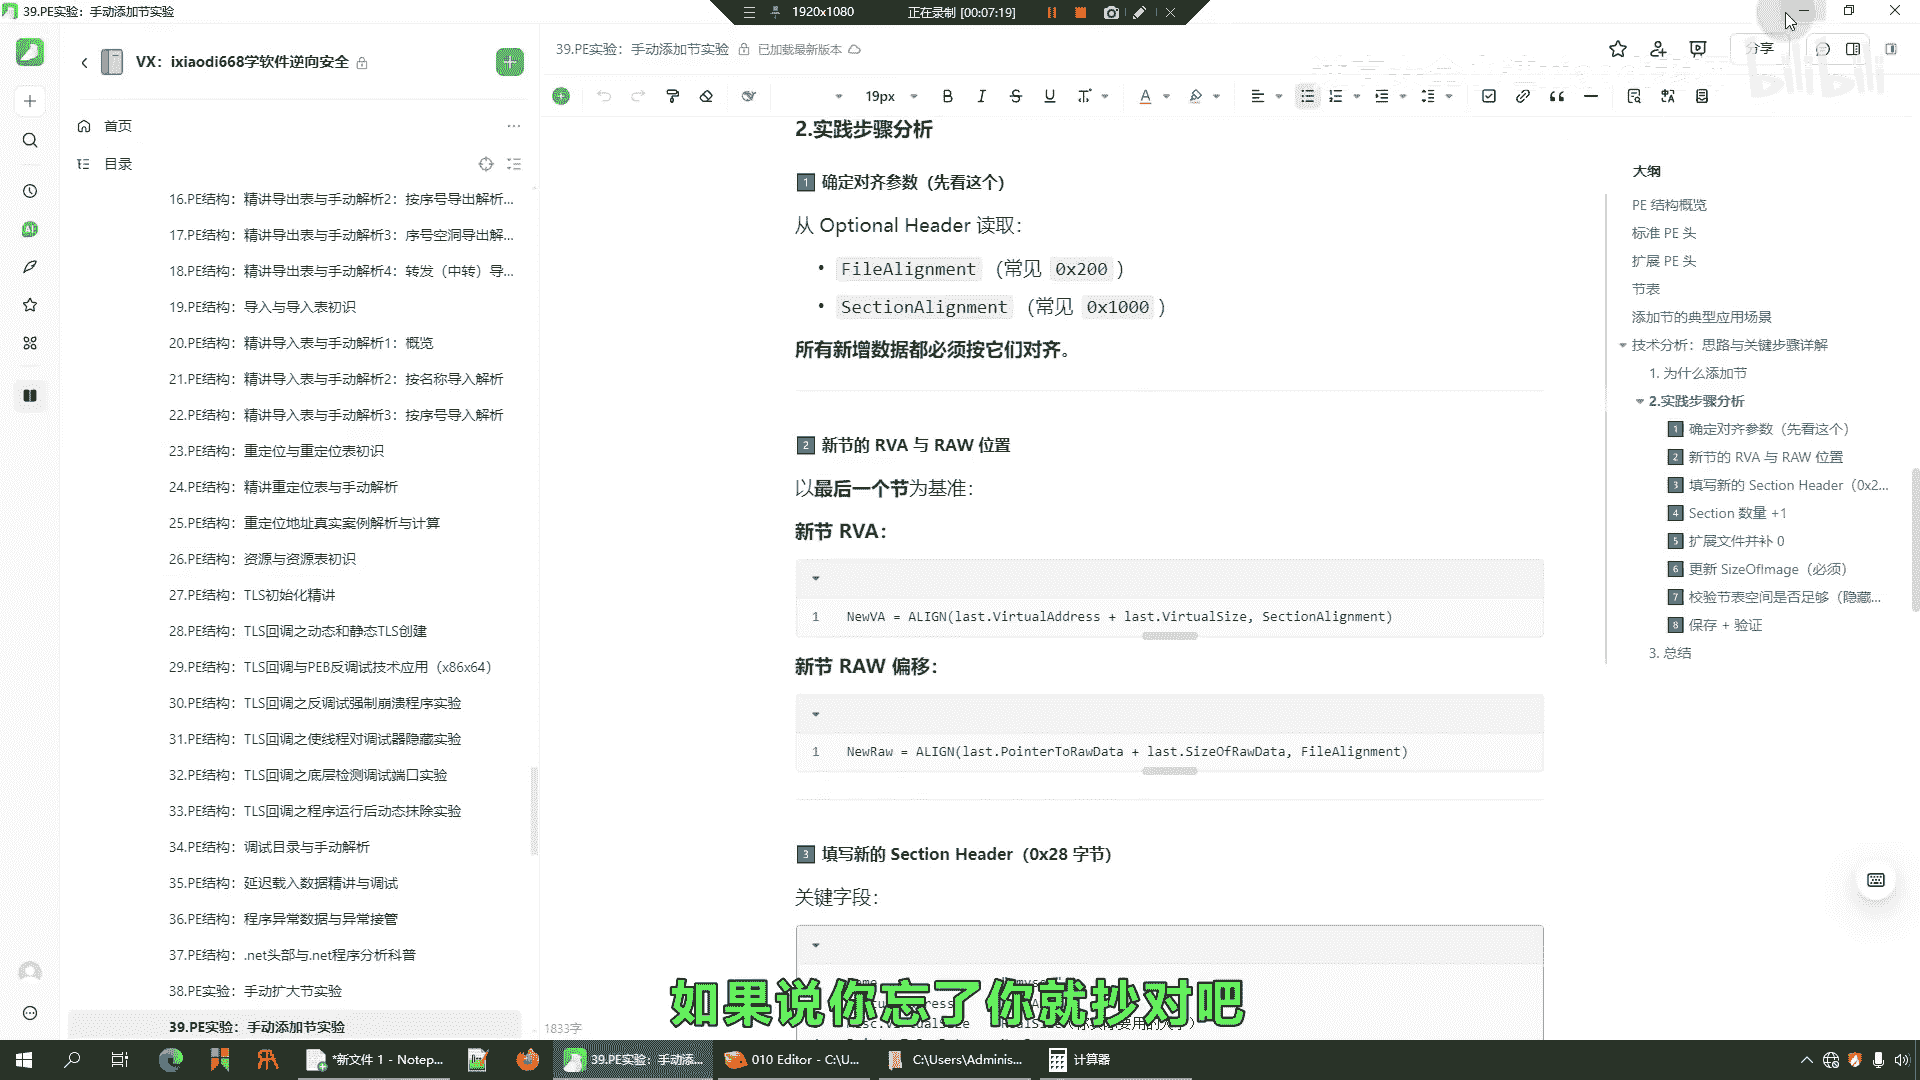 39.PE实验：手动添加节实验
1920x1080
正在录制 [00:07:19]
VX：ixiaodi668学软件逆向安全
39.PE实验：手动添加节实验
已加载最新版本
分享
bilibili
19px
首页
目录
16.PE结构：精讲导出表与手动解析2：按序号导出解析...
17.PE结构：精讲导出表与手动解析3：序号空洞导出解...
18.PE结构：精讲导出表与手动解析4：转发（中转）导...
19.PE结构：导入与导入表初识
20.PE结构：精讲导入表与手动解析1：概览
21.PE结构：精讲导入表与手动解析2：按名称导入解析
22.PE结构：精讲导入表与手动解析3：按序号导入解析
23.PE结构：重定位与重定位表初识
24.PE结构：精讲重定位表与手动解析
25.PE结构：重定位地址真实案例解析与计算
26.PE结构：资源与资源表初识
27.PE结构：TLS初始化精讲
28.PE结构：TLS回调之动态和静态TLS创建
29.PE结构：TLS回调与PEB反调试技术应用（x86x64）
30.PE结构：TLS回调之反调试强制崩溃程序实验
31.PE结构：TLS回调之使线程对调试器隐藏实验
32.PE结构：TLS回调之底层检测调试端口实验
33.PE结构：TLS回调之程序运行后动态抹除实验
34.PE结构：调试目录与手动解析
35.PE结构：延迟载入数据精讲与调试
36.PE结构：程序异常数据与异常接管
37.PE结构：.net头部与.net程序分析科普
38.PE实验：手动扩大节实验
39.PE实验：手动添加节实验
2.实践步骤分析
1 确定对齐参数（先看这个）
从 Optional Header 读取：
• FileAlignment （常见 0x200 ）
• SectionAlignment （常见 0x1000 ）
所有新增数据都必须按它们对齐。
2 新节的 RVA 与 RAW 位置
以最后一个节为基准：
新节 RVA：
1 NewVA = ALIGN(last.VirtualAddress + last.VirtualSize, SectionAlignment)
新节 RAW 偏移：
1 NewRaw = ALIGN(last.PointerToRawData + last.SizeOfRawData, FileAlignment)
3 填写新的 Section Header（0x28 字节）
关键字段：
如果说你忘了你就抄对吧
1833字
大纲
PE 结构概览
标准 PE 头
扩展 PE 头
节表
添加节的典型应用场景
技术分析：思路与关键步骤详解
1. 为什么添加节
2.实践步骤分析
1 确定对齐参数（先看这个）
2 新节的 RVA 与 RAW 位置
3 填写新的 Section Header（0x2...
4 Section 数量 +1
5 扩展文件并补 0
6 更新 SizeOfImage（必须）
7 校验节表空间是否足够（隐藏...
8 保存 + 验证
3. 总结
*新文件 1 - Notep...
39.PE实验：手动添...
010 Editor - C:\U...
C:\Users\Adminis...
计算器